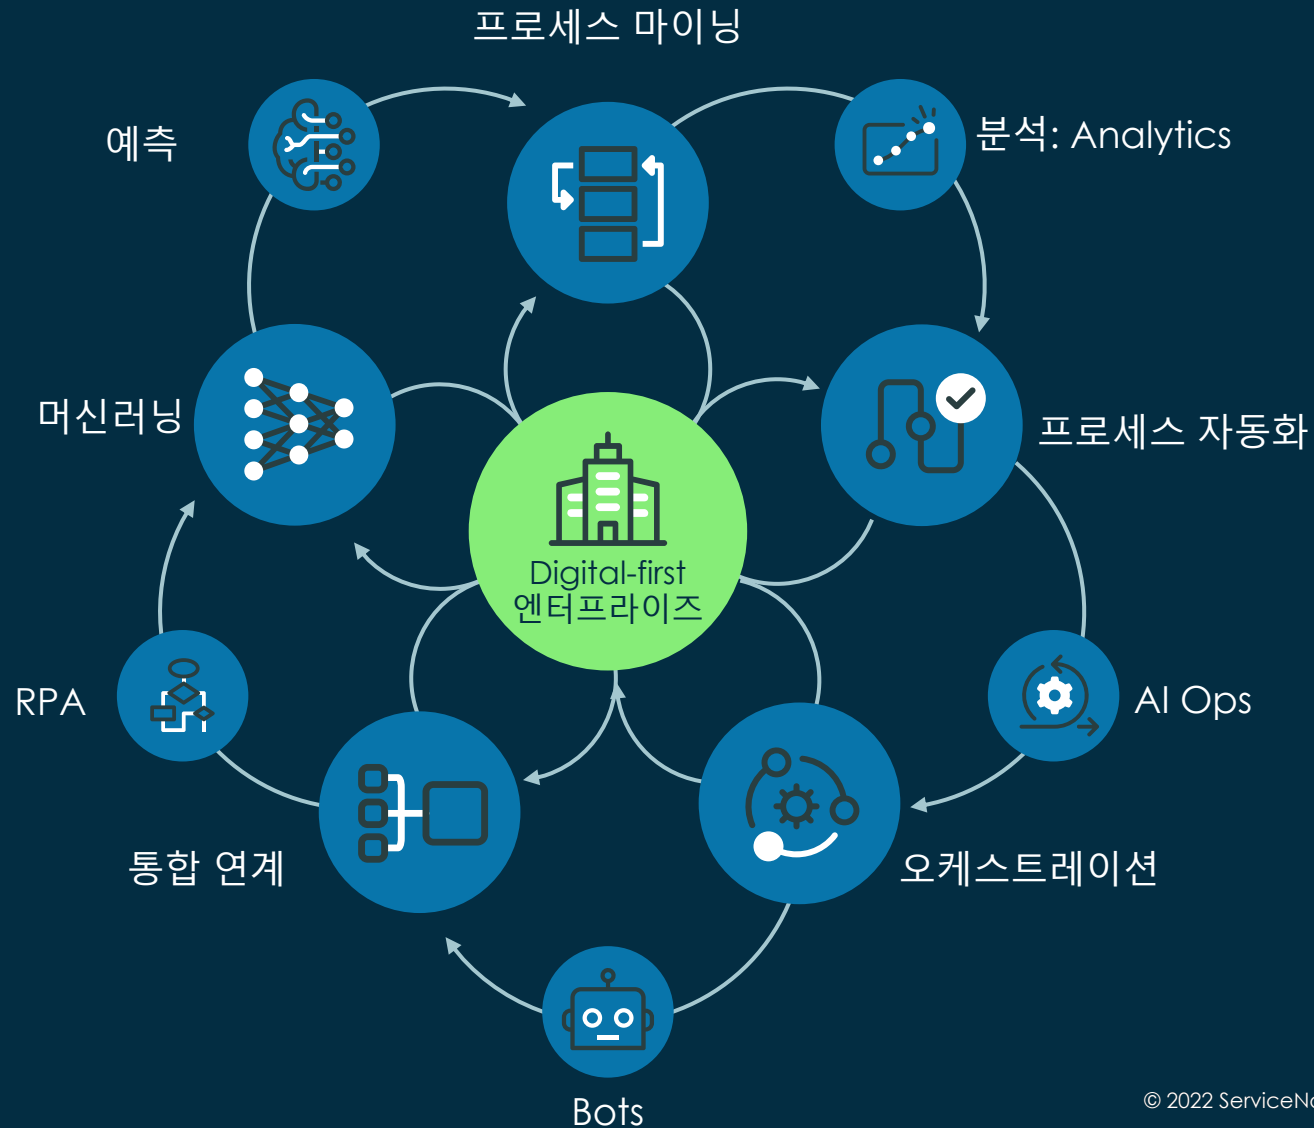 프로세스 마이닝
예측
분석: Analytics
머신러닝
프로세스 자동화
Digital-first
엔터프라이즈
RPA
AI Ops
통합 연계
오케스트레이션
Bots
© 2022 ServiceNo